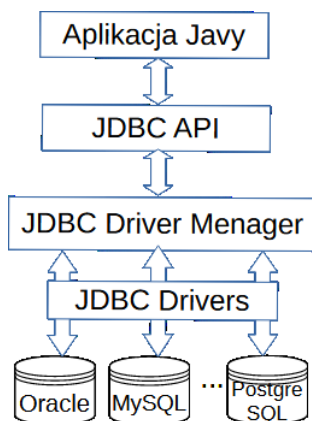 Aplikacja Javy
JDBC API
JDBC Driver Menager
JDBC Drivers
Oracle
MySQL
...
Postgre
SQL